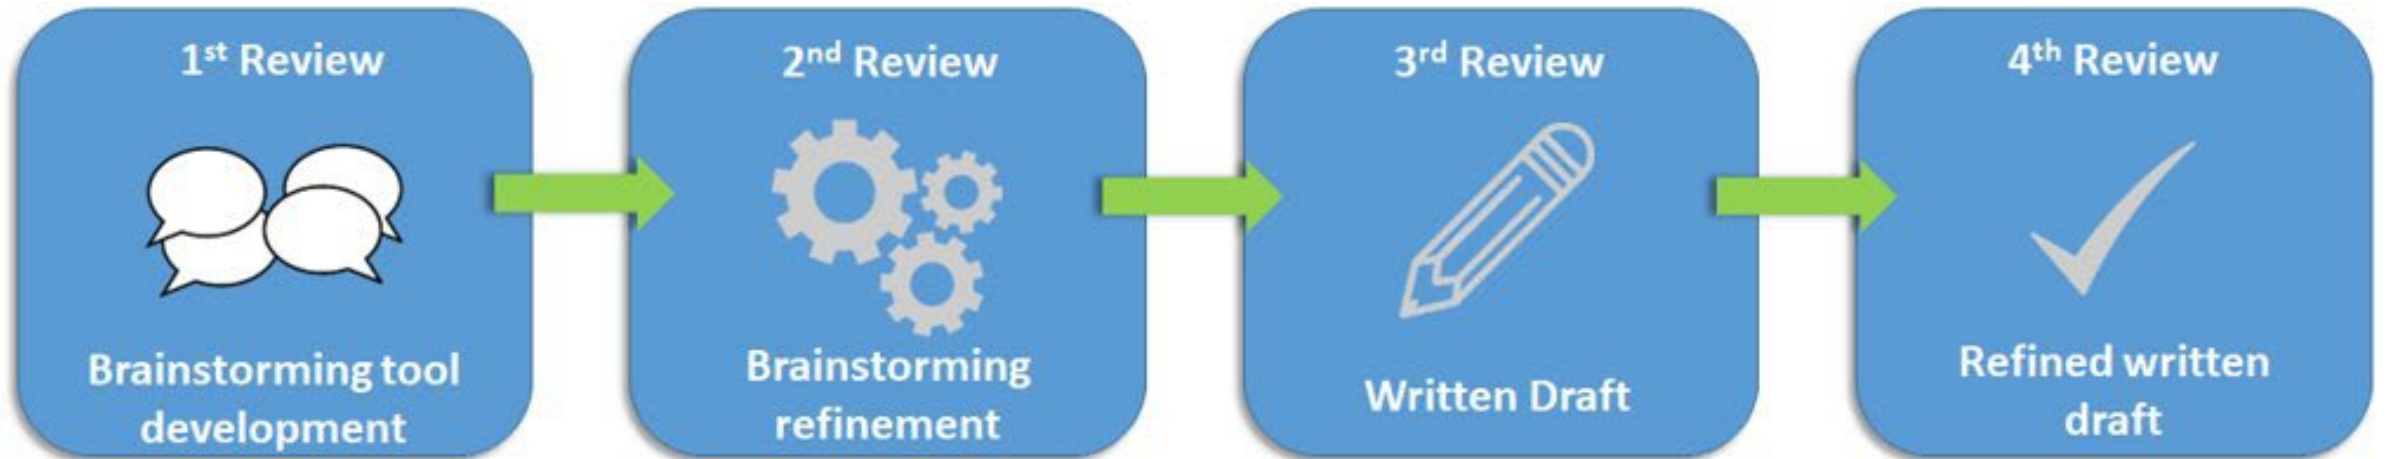 1st Review
Brainstorming tool
development
2nd Review
Brainstorming
refinement
3rd Review
Written Draft
4th Review
Refined written
draft